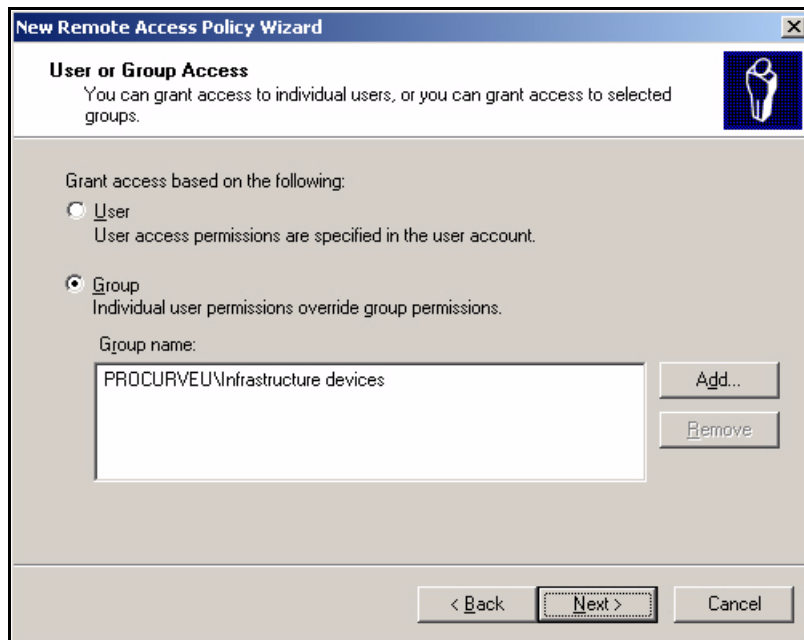 New Remote Access Policy Wizard
User or Group Access
You can grant access to individual users, or you can grant access to selected
groups.
Grant access based on the following:
User
User access permissions are specified in the user account.
Group
Individual user permissions override group permissions.
Group name:
PROCURVEU\Infrastructure devices
Add...
Remove
< Back
Next >
Cancel